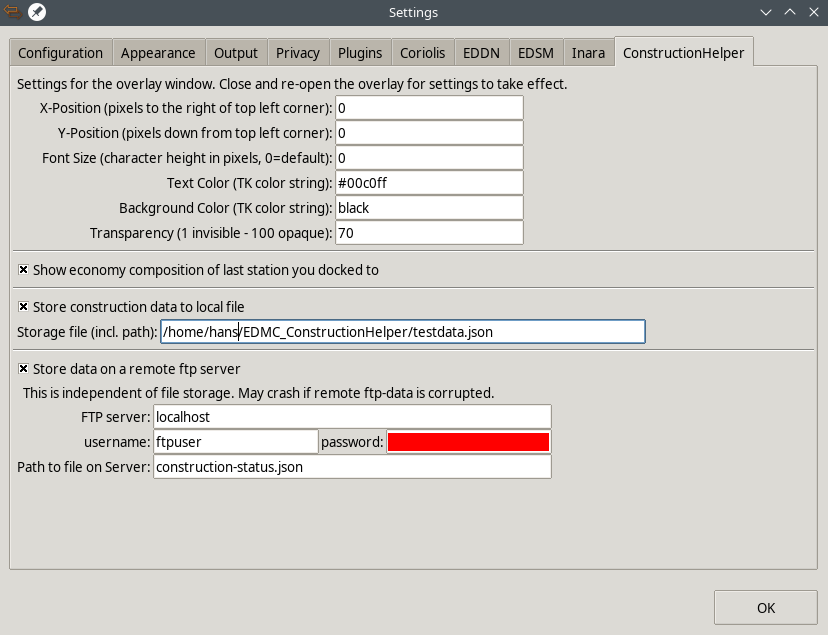 Settings
Configuration Appearance Output Privacy Plugins Coriolis EDDN EDSM Inara ConstructionHelper
Settings for the overlay window. Close and re-open the overlay for settings to take effect.
X-Position (pixels to the right of top left corner): 0
Y-Position (pixels down from top left corner): 0
Font Size (character height in pixels, 0=default): 0
Text Color (TK color string): #00c0ff
Background Color (TK color string): black
Transparency (1 invisible - 100 opaque): 70
Show economy composition of last station you docked to
Store construction data to local file
Storage file (incl. path): /home/hans/EDMC_ConstructionHelper/testdata.json
Store data on a remote ftp server
This is independent of file storage. May crash if remote ftp-data is corrupted.
FTP server: localhost
username: ftpuser password:
Path to file on Server: construction-status.json
OK